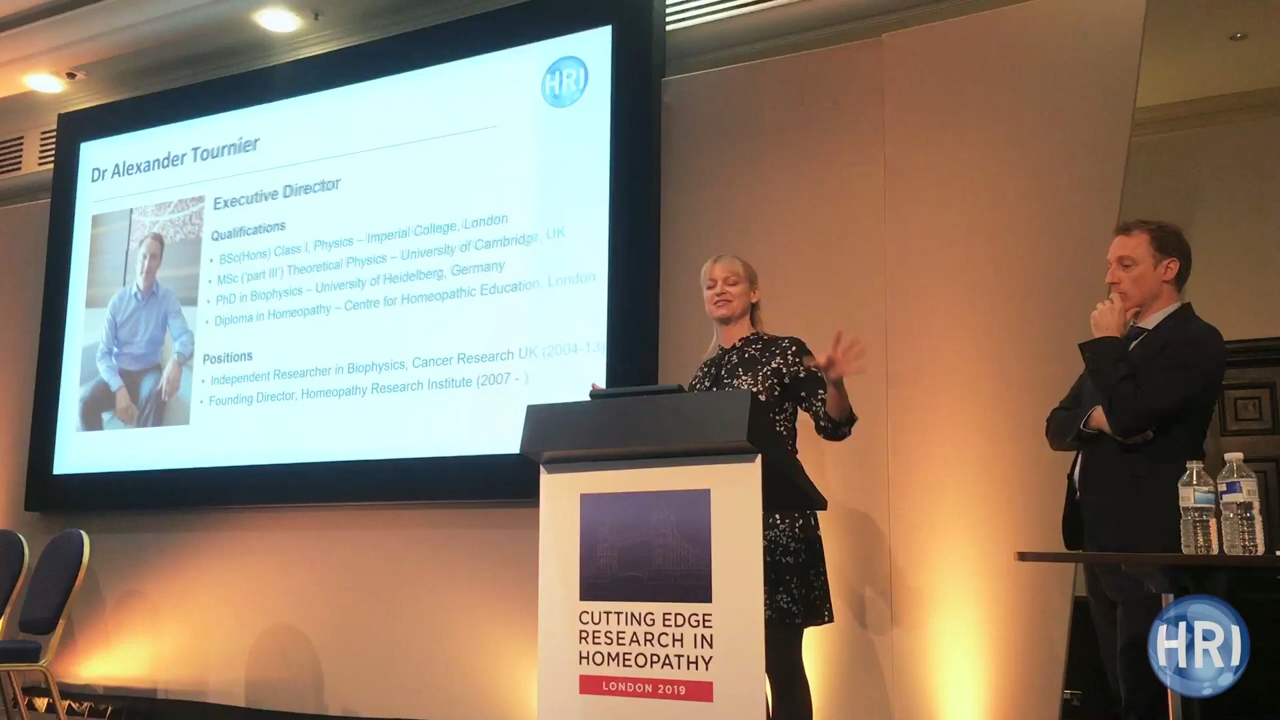 HRI
Dr Alexander Tournier
Executive Director
Qualifications
• BSc(Hons) Class I, Physics – Imperial College, London
• MSc ('part III') Theoretical Physics – University of Cambridge, UK
• PhD in Biophysics – University of Heidelberg, Germany
• Diploma in Homeopathy – Centre for Homeopathic Education, London
Positions
• Independent Researcher in Biophysics, Cancer Research UK (2004-13)
• Founding Director, Homeopathy Research Institute (2007 - )
CUTTING EDGE
RESEARCH IN
HOMEOPATHY
LONDON 2019
HRI